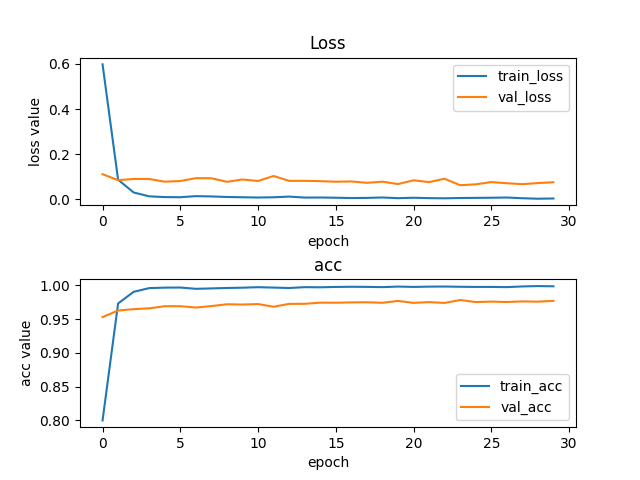 Loss
0.6
0.4
0.2
0.0
loss value
train_loss
val_loss
0 5 10 15 20 25 30
epoch
acc
1.00
0.95
0.90
0.85
0.80
acc value
train_acc
val_acc
0 5 10 15 20 25 30
epoch